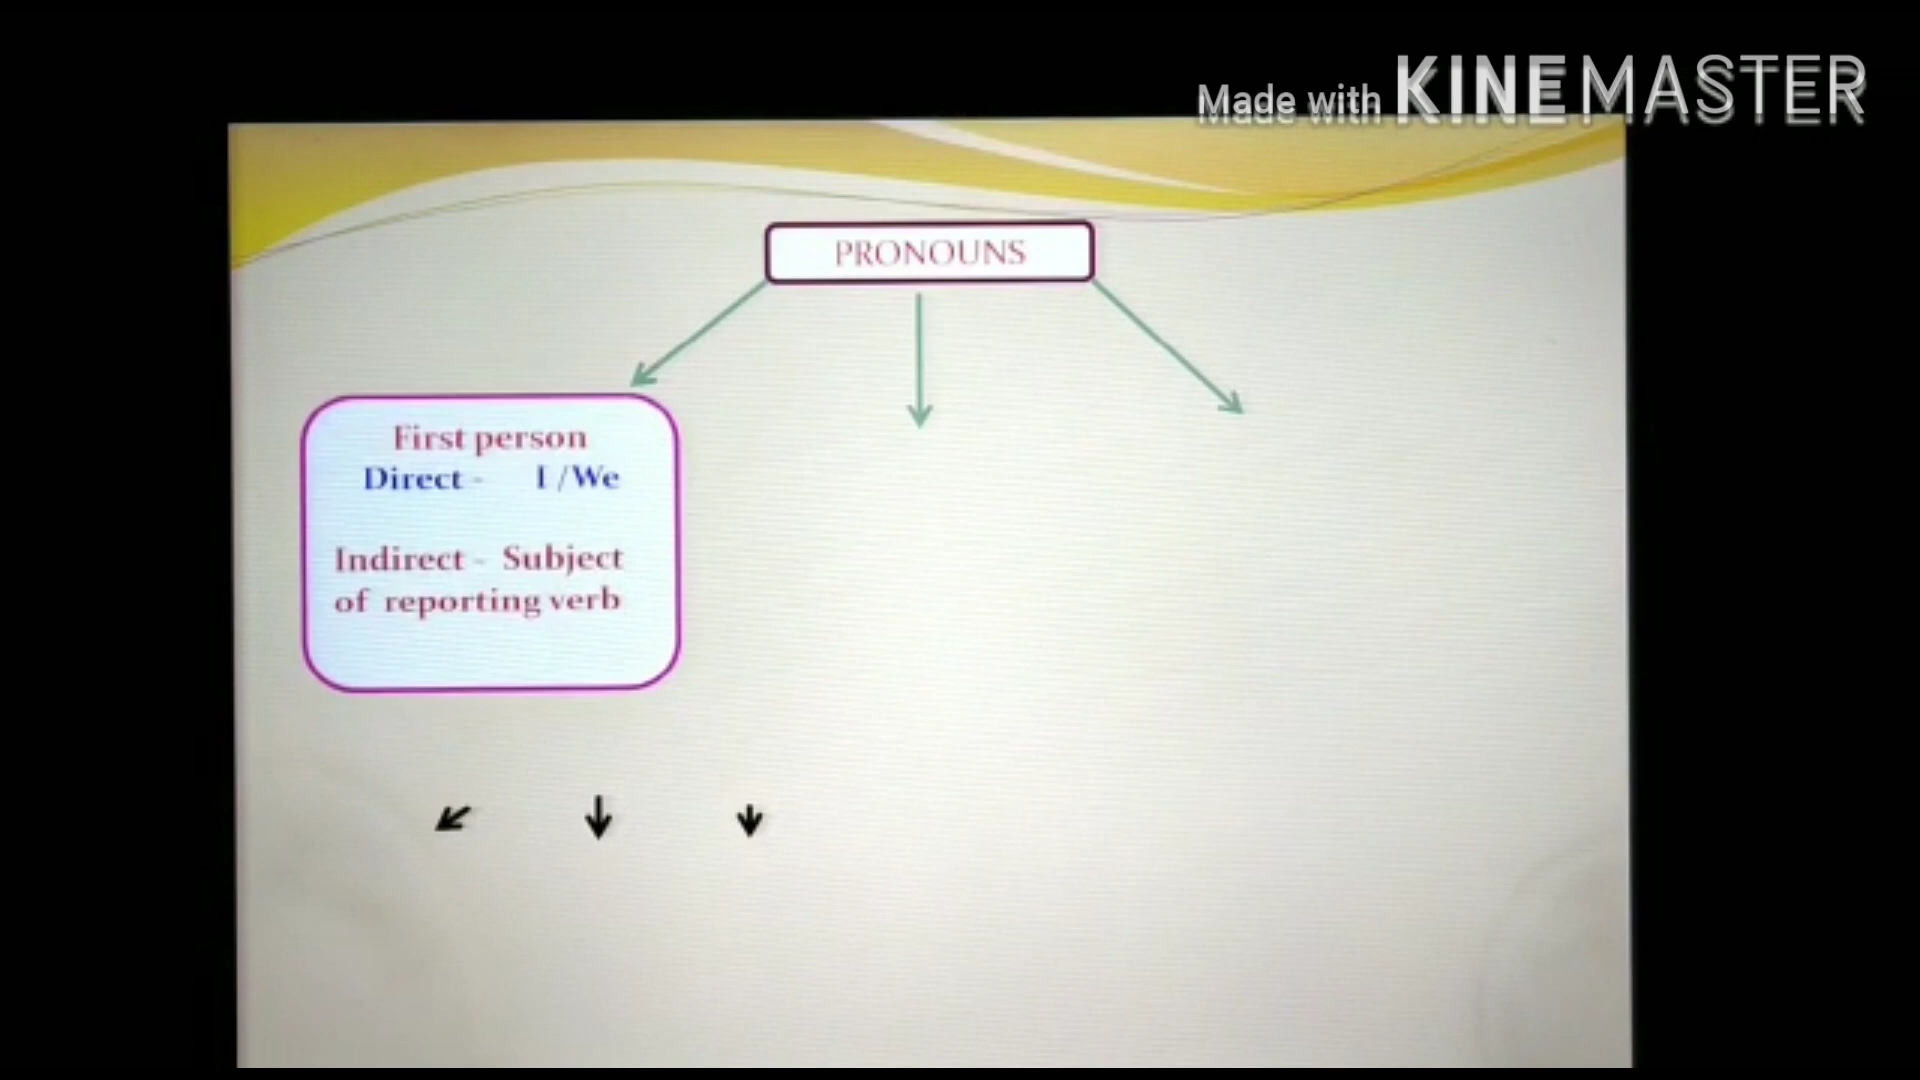 Made with KINEMASTER
PRONOUNS
First person
Direct - I /We
Indirect - Subject
of reporting verb